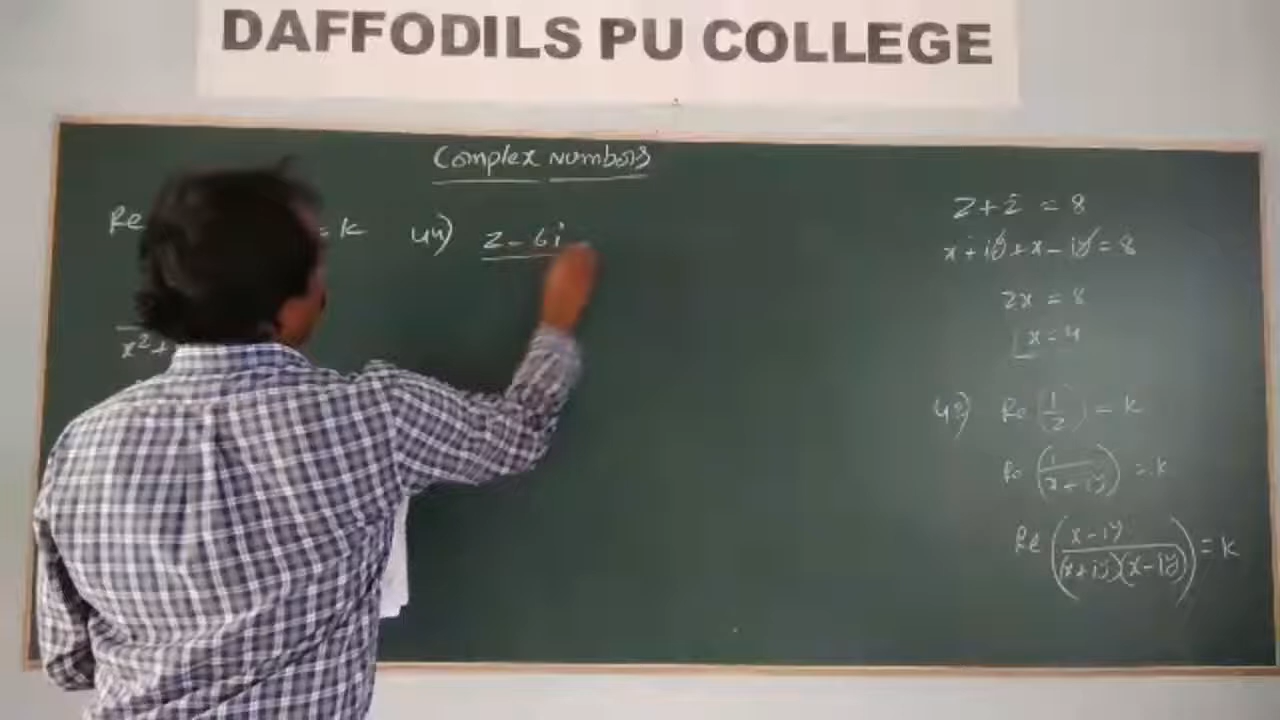 DAFFODILS PU COLLEGE
Complex numbers
Re = k
x² +
44) z - 6i
z + z̄ = 8
x + iy + x - iy = 8
2x = 8
x = 4
43) Re (1/z) = k
Re (1/(x + iy)) = k
Re ((x - iy)/((x + iy)(x - iy))) = k